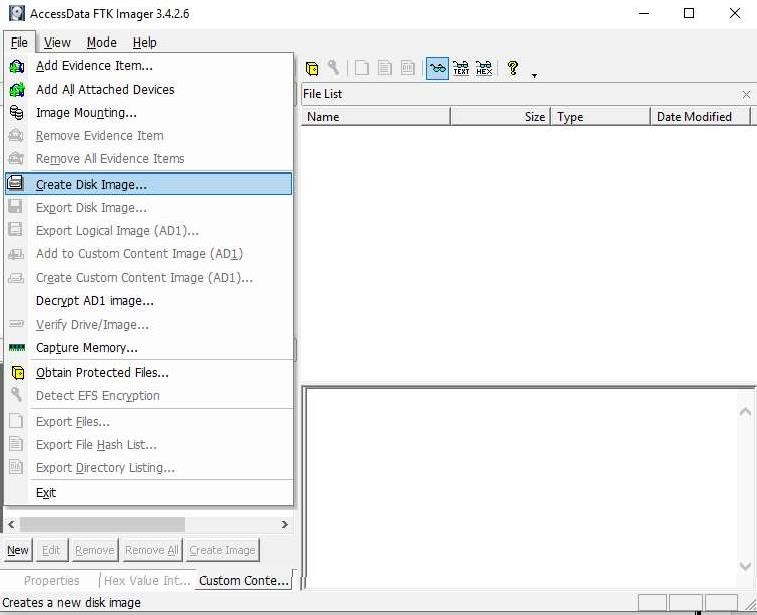 AccessData FTK Imager 3.4.2.6
File View Mode Help
Add Evidence Item...
Add All Attached Devices
Image Mounting...
Remove Evidence Item
Remove All Evidence Items
Create Disk Image...
Export Disk Image...
Export Logical Image (AD1)...
Add to Custom Content Image (AD1)
Create Custom Content Image (AD1)...
Decrypt AD1 image...
Verify Drive/Image...
Capture Memory...
Obtain Protected Files...
Detect EFS Encryption
Export Files...
Export File Hash List...
Export Directory Listing...
Exit
TEXT HEX
File List
Name Size Type Date Modified
New Edit Remove Remove All Create Image
Properties Hex Value Int... Custom Conte...
Creates a new disk image